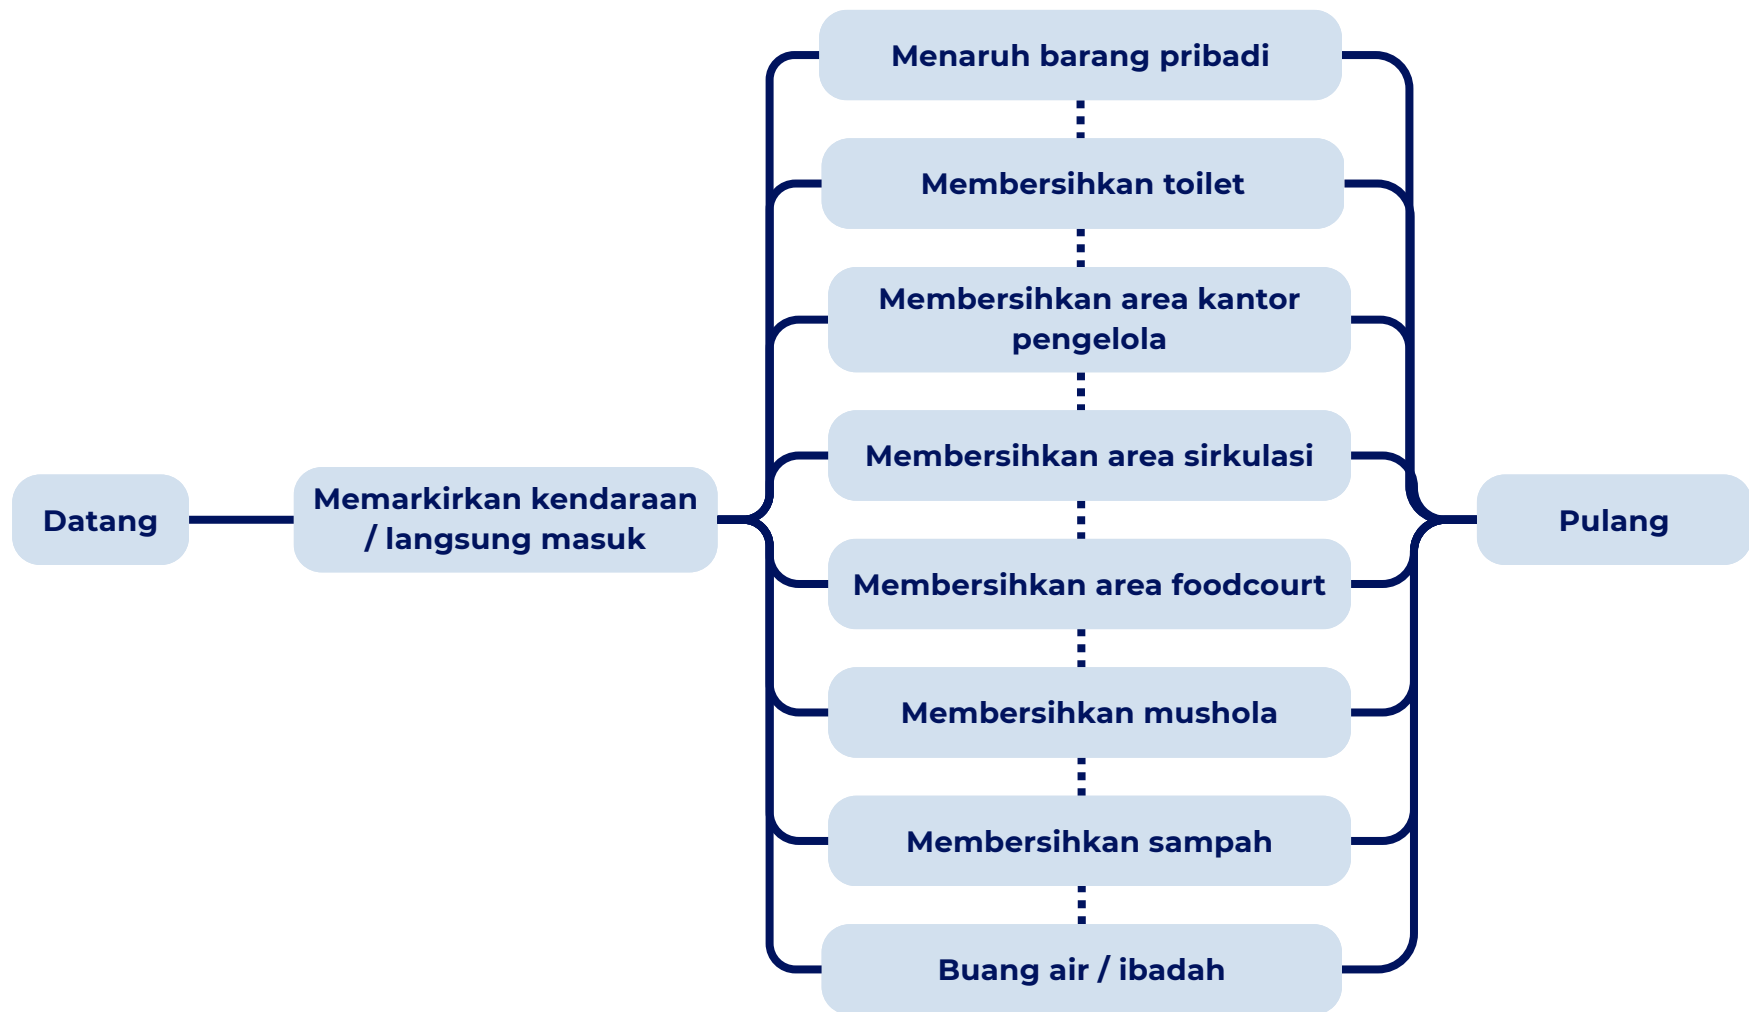 Datang
Memarkirkan kendaraan
/ langsung masuk
Menaruh barang pribadi
Membersihkan toilet
Membersihkan area kantor
pengelola
Membersihkan area sirkulasi
Membersihkan area foodcourt
Membersihkan mushola
Membersihkan sampah
Buang air / ibadah
Pulang